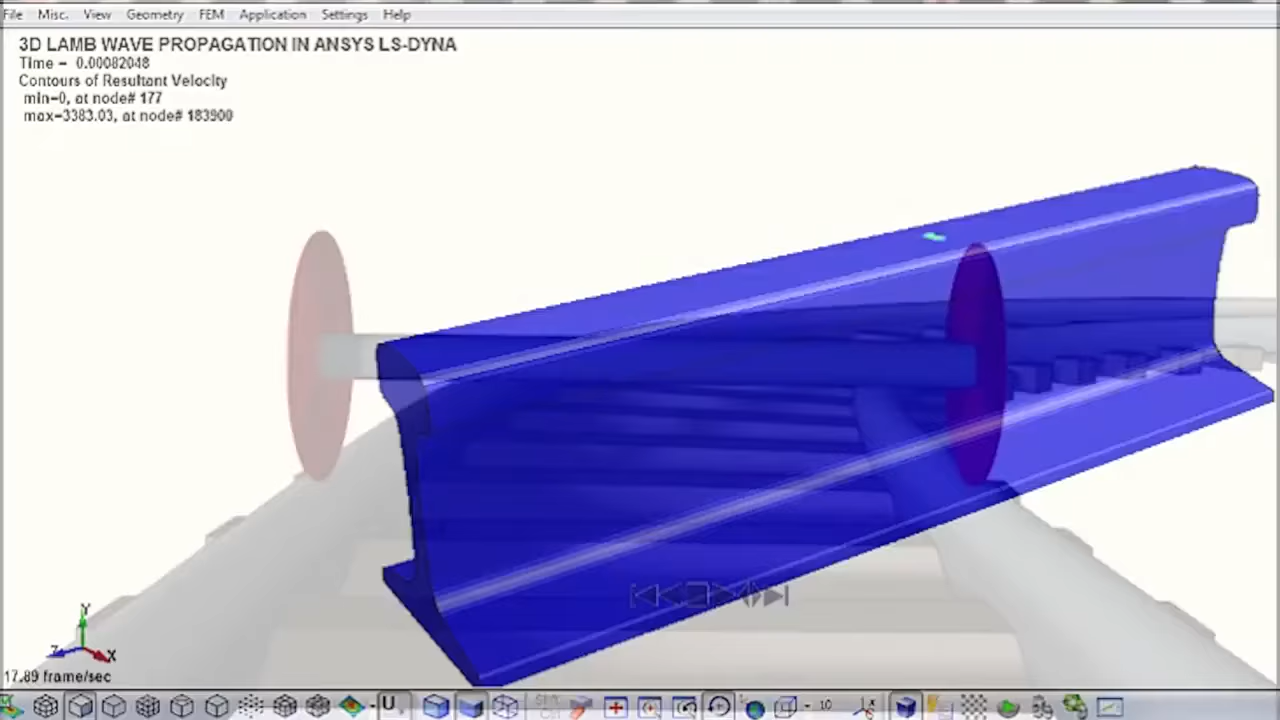 File Misc. View Geometry FEM Application Settings Help
3D LAMB WAVE PROPAGATION IN ANSYS LS-DYNA
Time = 0.00082048
Contours of Resultant Velocity
min=0, at node# 177
max=3383.03, at node# 183900
Y
Z X
17.89 frame/sec
U 10